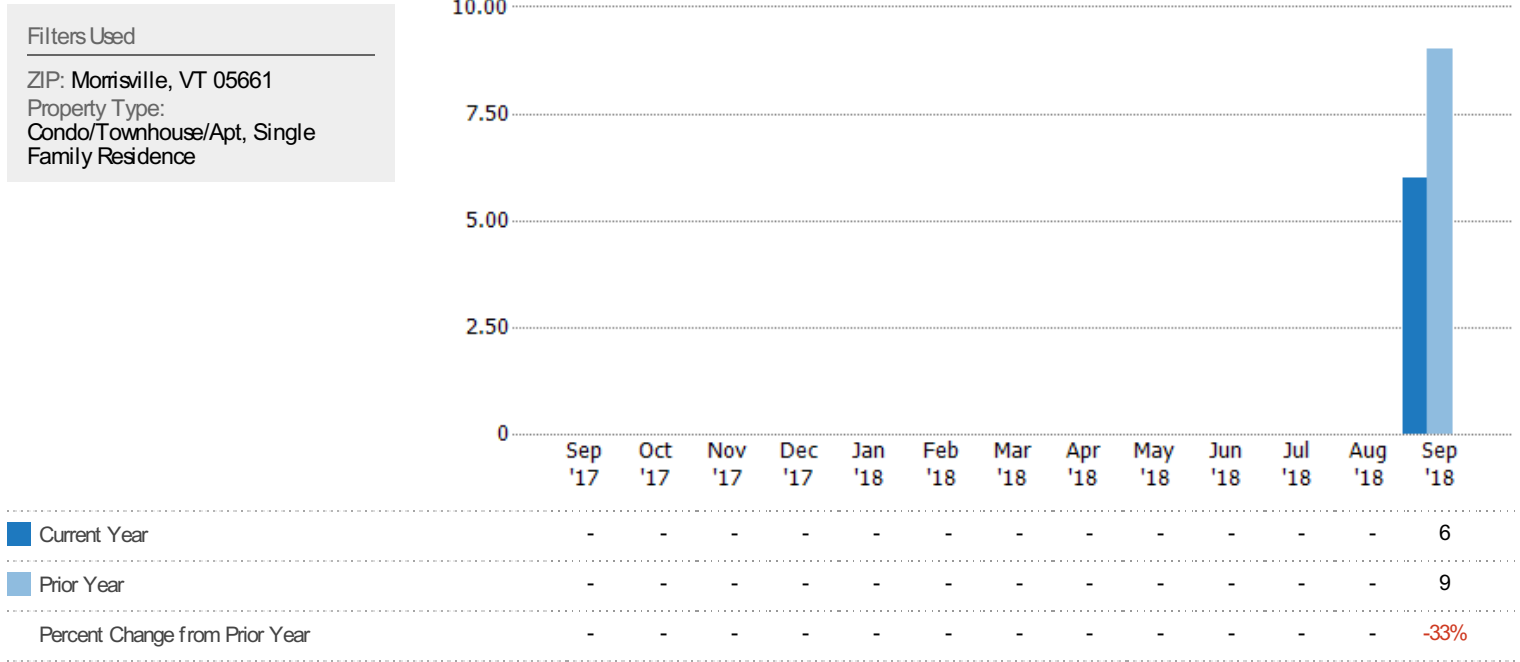 Filters Used
ZIP: Morrisville, VT 05661
Property Type:
Condo/Townhouse/Apt, Single
Family Residence
10.00
7.50
5.00
2.50
0
Sep Oct Nov Dec Jan Feb Mar Apr May Jun Jul Aug Sep
'17 '17 '17 '17 '18 '18 '18 '18 '18 '18 '18 '18 '18
Current Year - - - - - - - - - - - - 6
Prior Year - - - - - - - - - - - - 9
Percent Change from Prior Year - - - - - - - - - - - - -33%